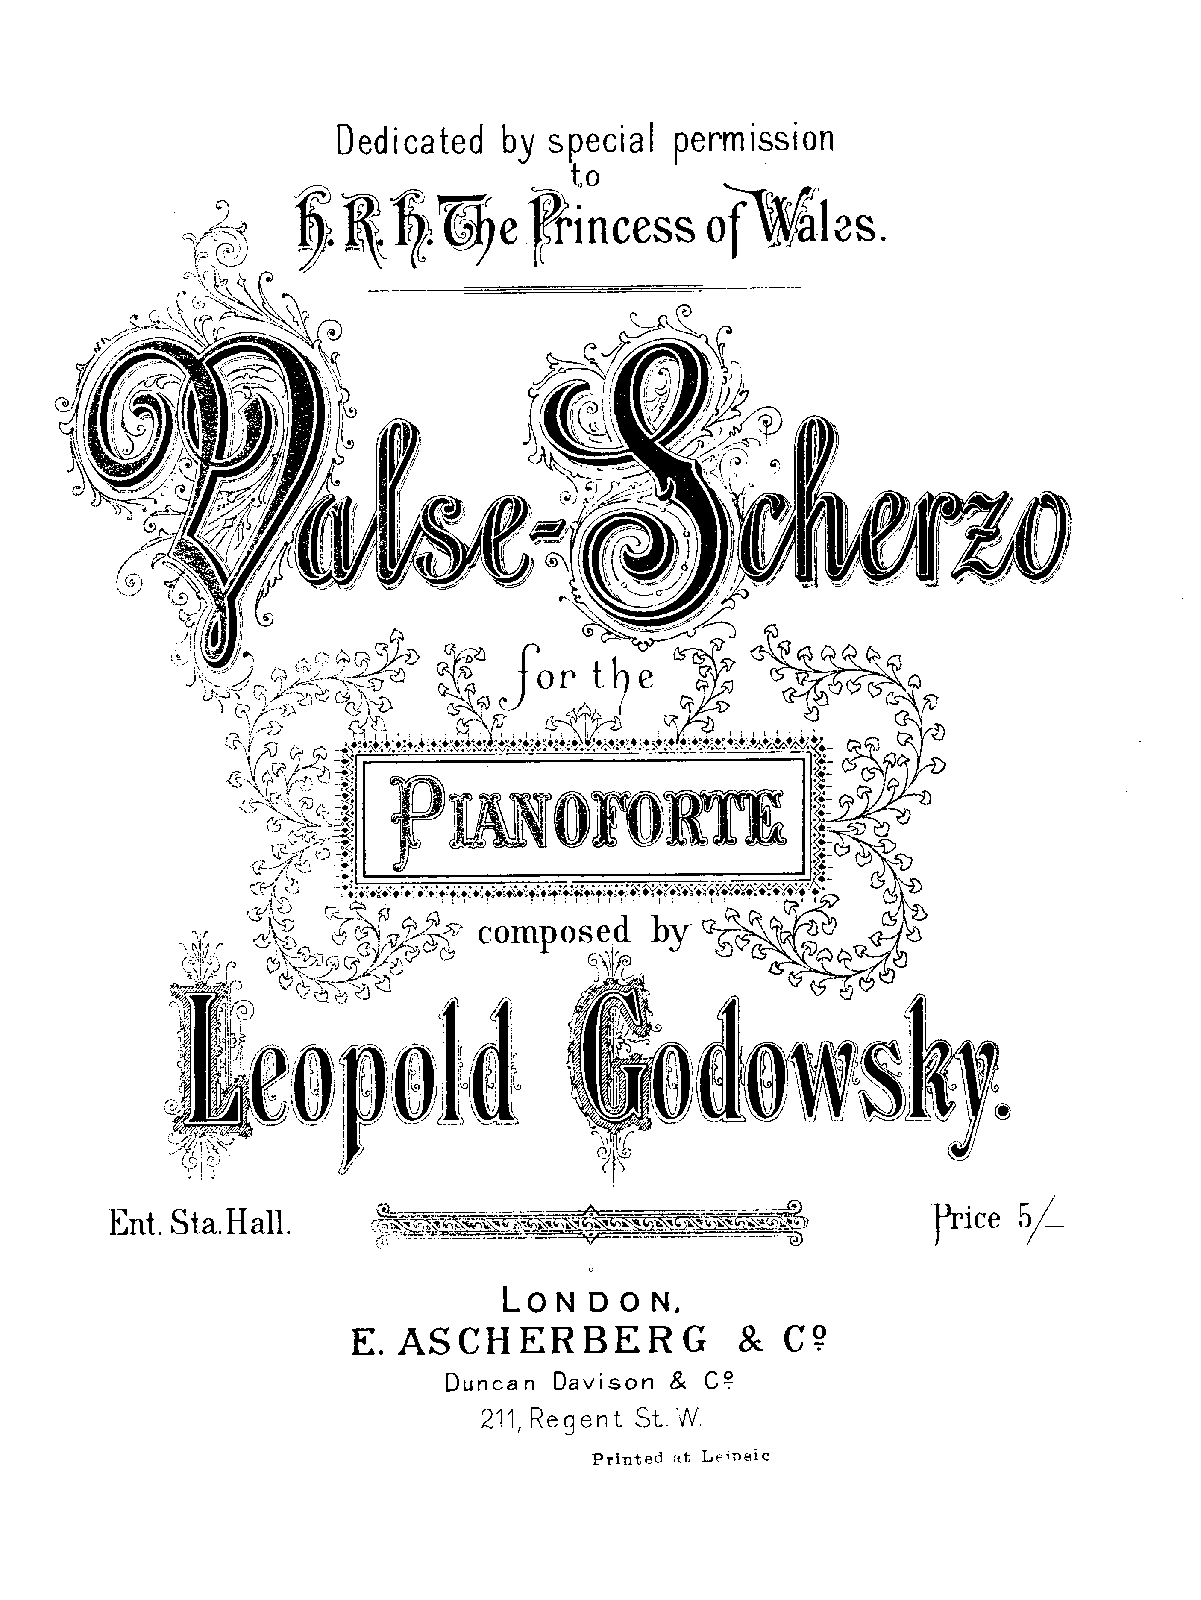 Dedicated by special permission
to
H.R.H. The Princess of Wales.
Valse-Scherzo
for the
PIANOFORTE
composed by
Leopold Godowsky.
Ent. Sta. Hall.
Price 5/–
LONDON,
E. ASCHERBERG & Cº
Duncan Davison & Cº
211, Regent St. W.
Printed at Leipsic